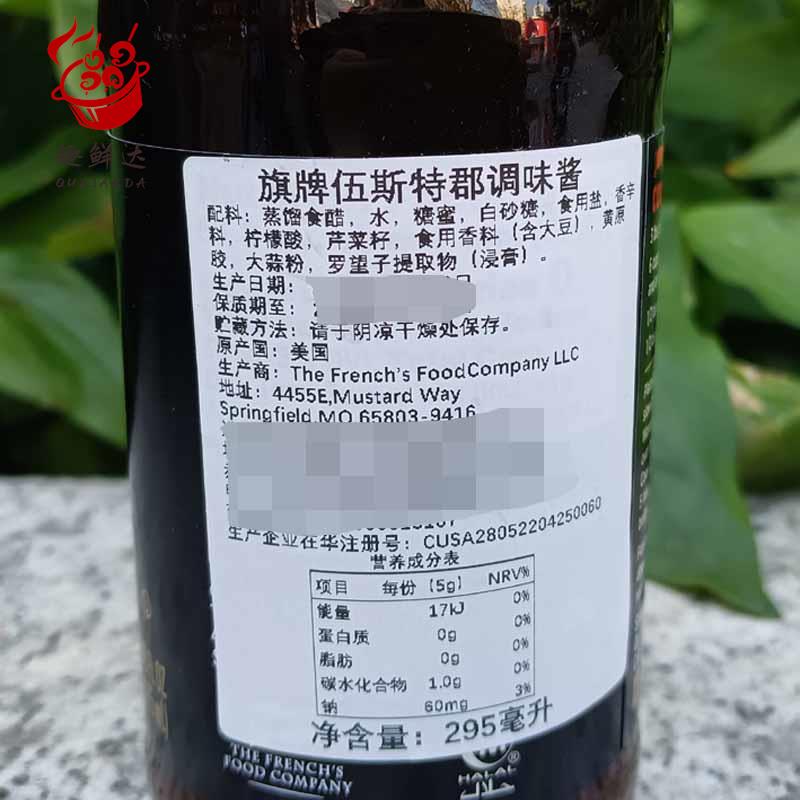 鲜达
旗牌伍斯特郡调味酱
配料：蒸馏食醋，水，糖蜜，白砂糖，食用盐，香辛
料，柠檬酸，芹菜籽，食用香料（含大豆），黄原
胶，大蒜粉，罗望子提取物（浸膏）。
生产日期：
保质期至：
贮藏方法：请于阴凉干燥处保存。
原产国：美国
生产商：The French's FoodCompany LLC
地址：4455E,Mustard Way
Springfield MO 65803-9416
生产企业在华注册号：CUSA28052204250060
营养成分表
项目 每份（5g） NRV%
能量 17kJ 0%
蛋白质 0g 0%
脂肪 0g 0%
碳水化合物 1.0g 0%
钠 60mg 3%
净含量：295毫升
THE FRENCH'S
FOOD COMPANY
HALAL